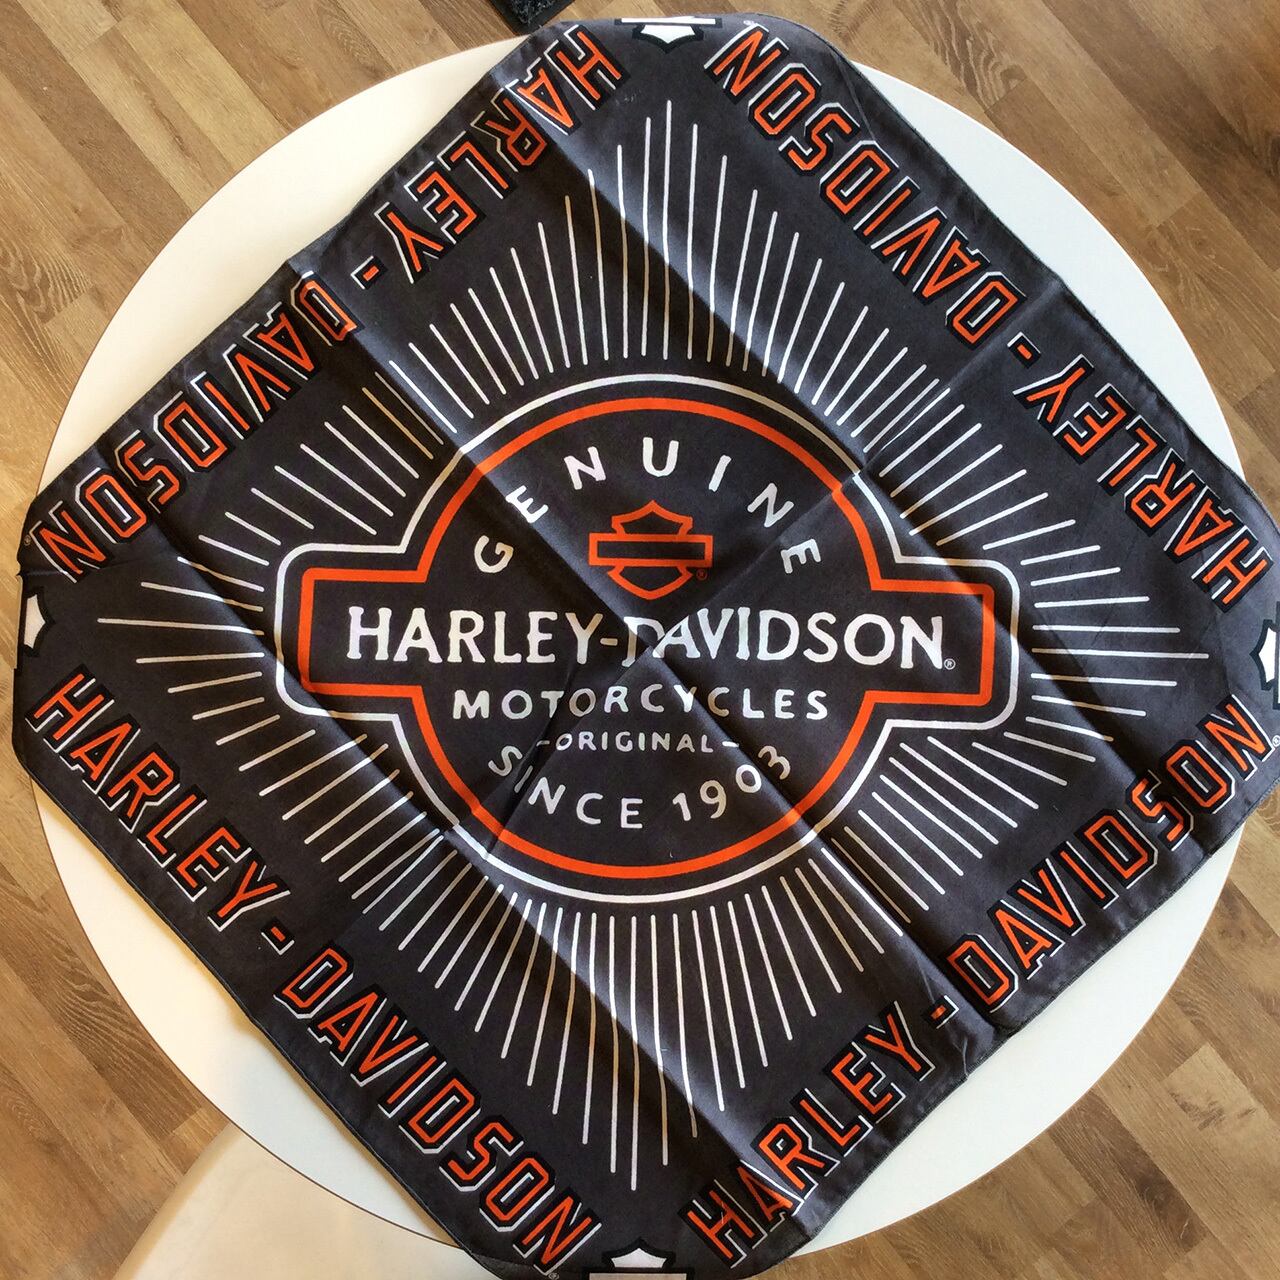 HARLEY-DAVIDSON
HARLEY-DAVIDSON
GENUINE
HARLEY-DAVIDSON®
MOTORCYCLES
-ORIGINAL-
SINCE 1903
HARLEY-DAVIDSON
HARLEY-DAVIDSON